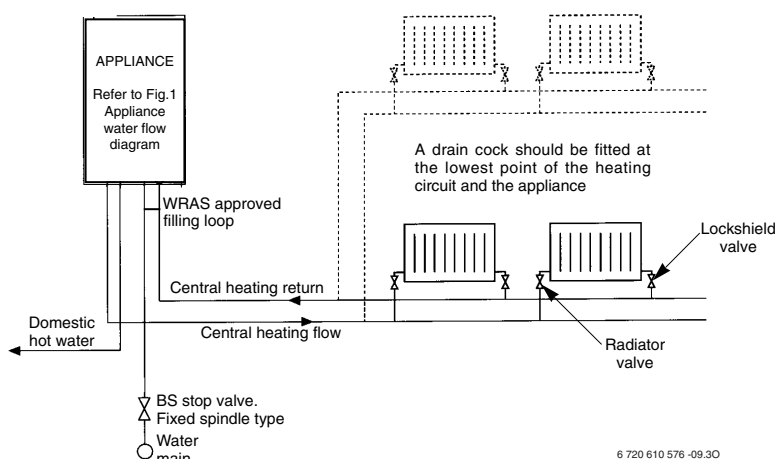 APPLIANCE
Refer to Fig.1
Appliance
water flow
diagram
A drain cock should be fitted at
the lowest point of the heating
circuit and the appliance
WRAS approved
filling loop
Lockshield
valve
Central heating return
Central heating flow
Domestic
hot water
Radiator
valve
BS stop valve.
Fixed spindle type
Water
main
6 720 610 576 -09.3O